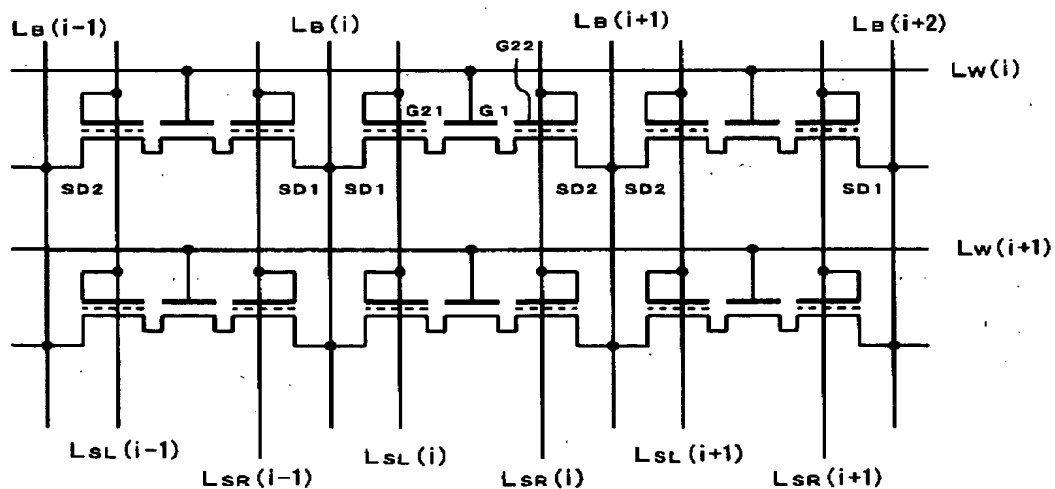 LB(i-1)
LB(i)
LB(i+1)
LB(i+2)
G22
LW(i)
G21
G1
SD2
SD1
SD1
SD2
SD2
SD1
LW(i+1)
LSL(i-1)
LSR(i-1)
LSL(i)
LSR(i)
LSL(i+1)
LSR(i+1)